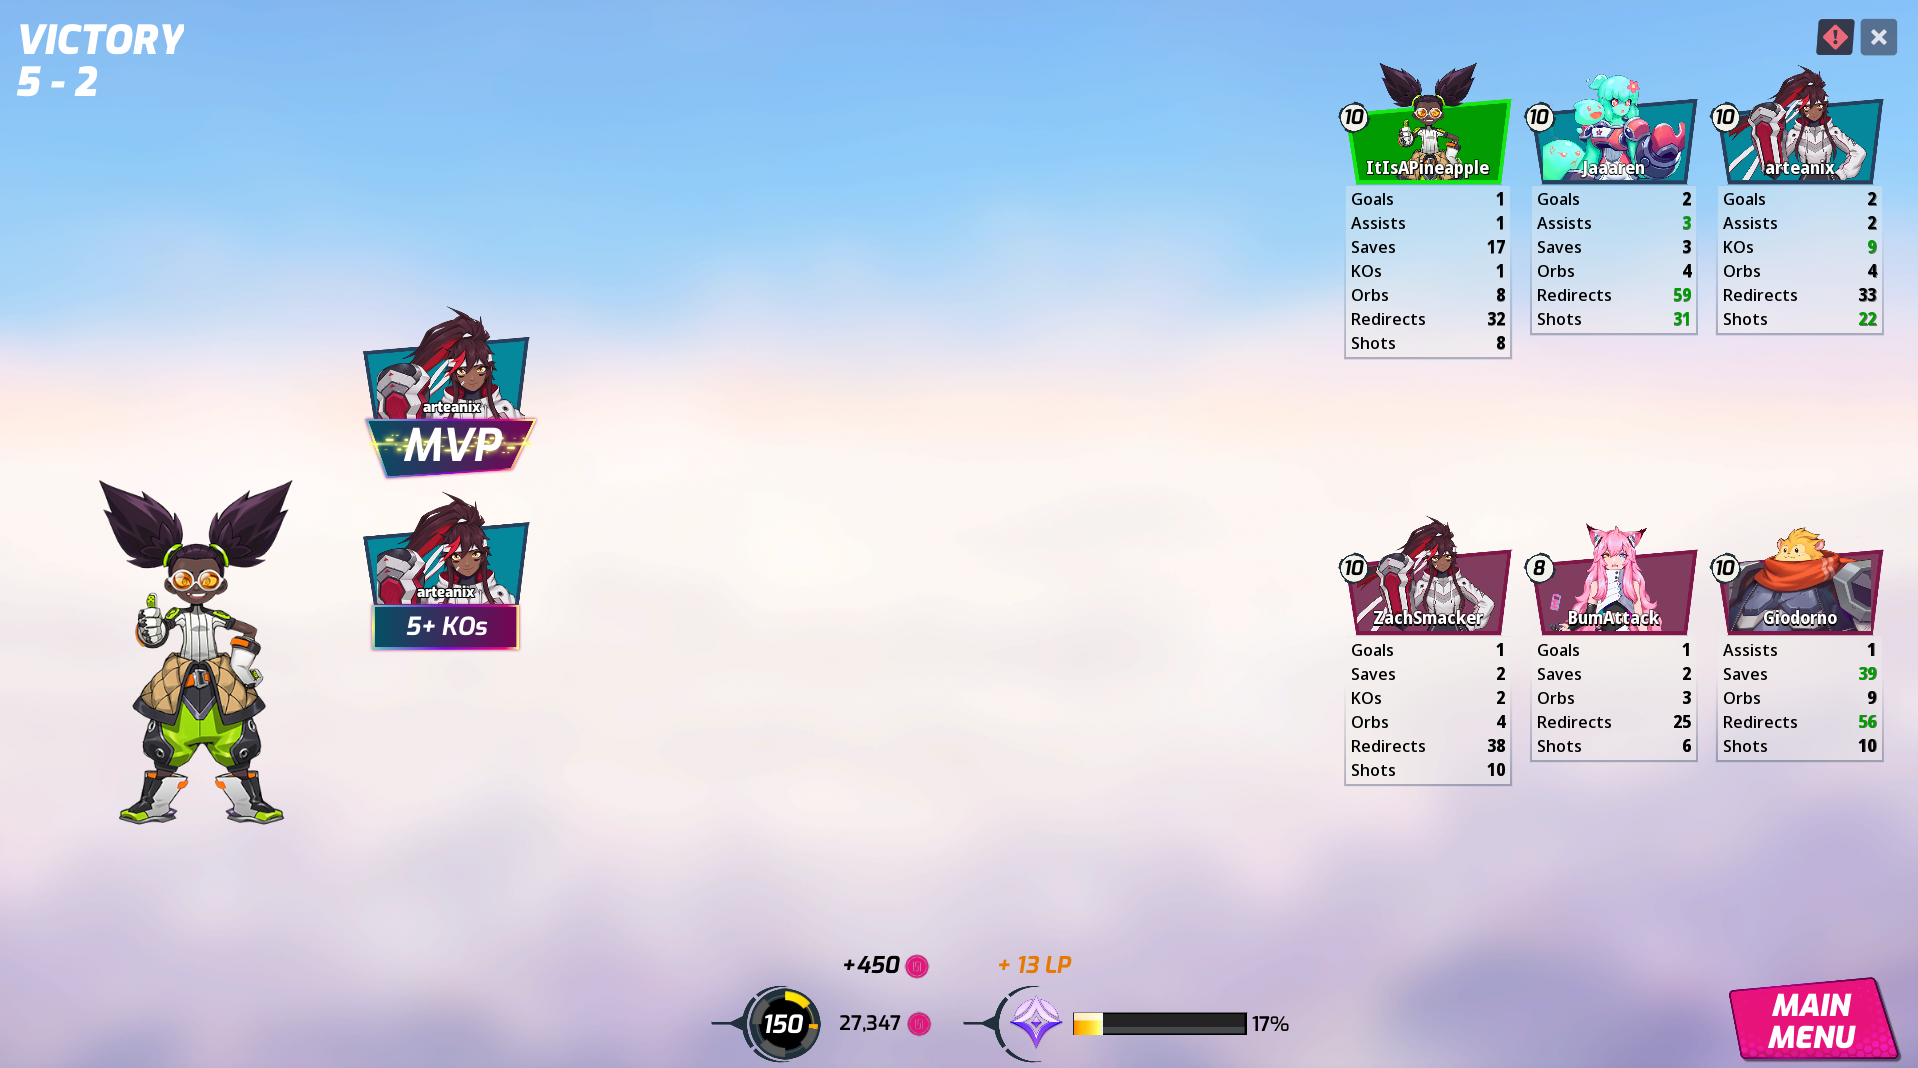 VICTORY
5 - 2
10
ItIsAPineapple
Goals 1
Assists 1
Saves 17
KOs 1
Orbs 8
Redirects 32
Shots 8
10
Jaaaren
Goals 2
Assists 3
Saves 3
Orbs 4
Redirects 59
Shots 31
10
arteanix
Goals 2
Assists 2
KOs 9
Orbs 4
Redirects 33
Shots 22
arteanix
MVP
arteanix
5+ KOs
10
ZachSmacker
Goals 1
Saves 2
KOs 2
Orbs 4
Redirects 38
Shots 10
8
BumAttack
Goals 1
Saves 2
Orbs 3
Redirects 25
Shots 6
10
Giodorno
Assists 1
Saves 39
Orbs 9
Redirects 56
Shots 10
+450
+ 13 LP
150
27,347
17%
MAIN
MENU